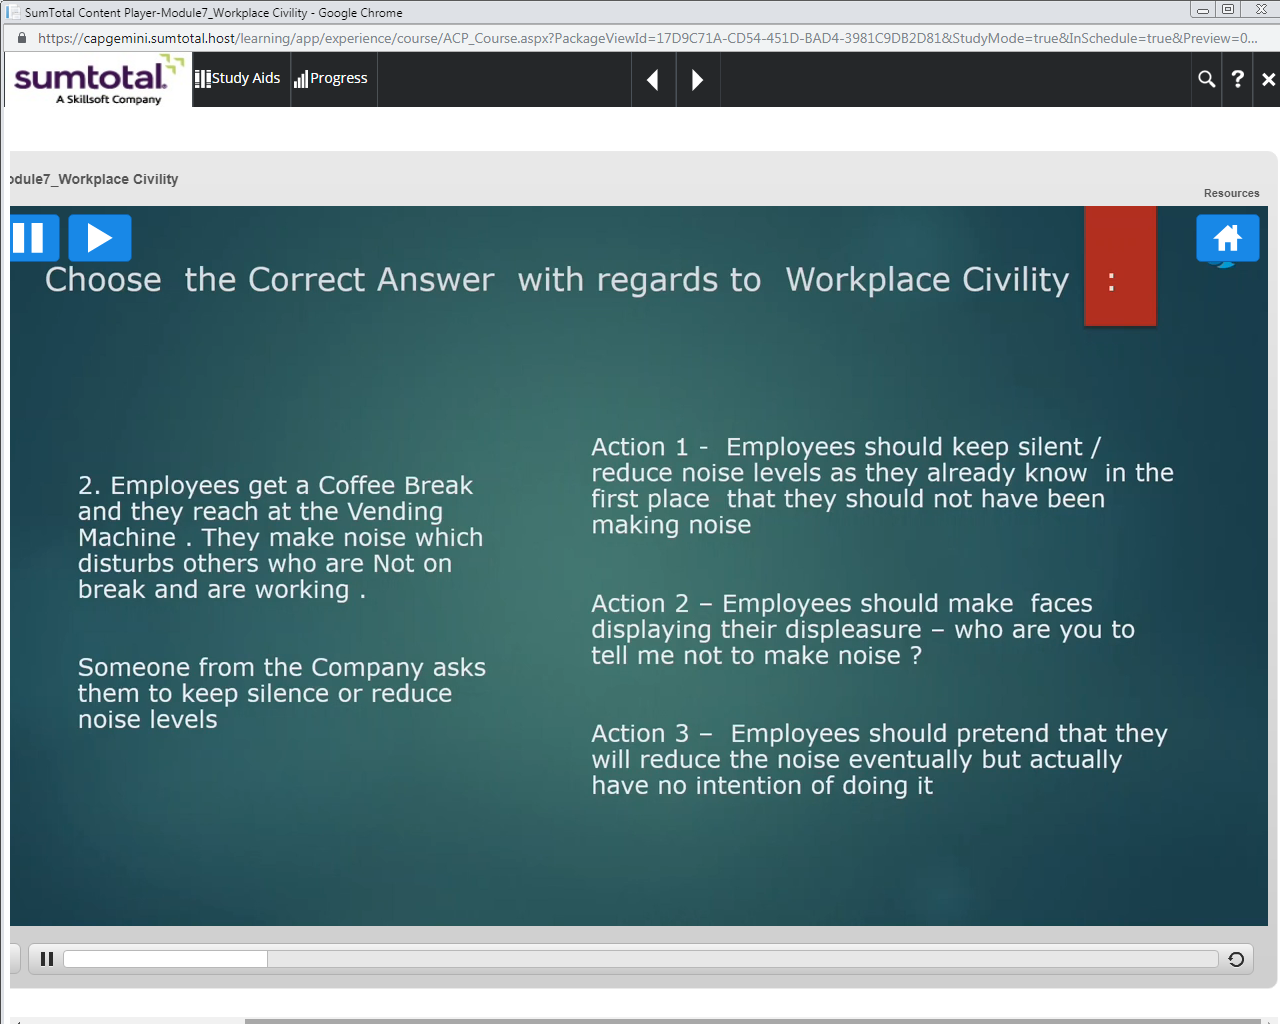 SumTotal Content Player-Module7_Workplace Civility - Google Chrome
https://capgemini.sumtotal.host/learning/app/experience/course/ACP_Course.aspx?PackageViewId=17D9C71A-CD54-451D-BAD4-3981C9DB2D81&StudyMode=true&InSchedule=true&Preview=0...
sumtotal.
A Skillsoft Company
Study Aids
Progress
?
odule7_Workplace Civility
Resources
Choose the Correct Answer with regards to Workplace Civility :
2. Employees get a Coffee Break
and they reach at the Vending
Machine . They make noise which
disturbs others who are Not on
break and are working .
Someone from the Company asks
them to keep silence or reduce
noise levels
Action 1 - Employees should keep silent /
reduce noise levels as they already know in the
first place that they should not have been
making noise
Action 2 – Employees should make faces
displaying their displeasure – who are you to
tell me not to make noise ?
Action 3 – Employees should pretend that they
will reduce the noise eventually but actually
have no intention of doing it